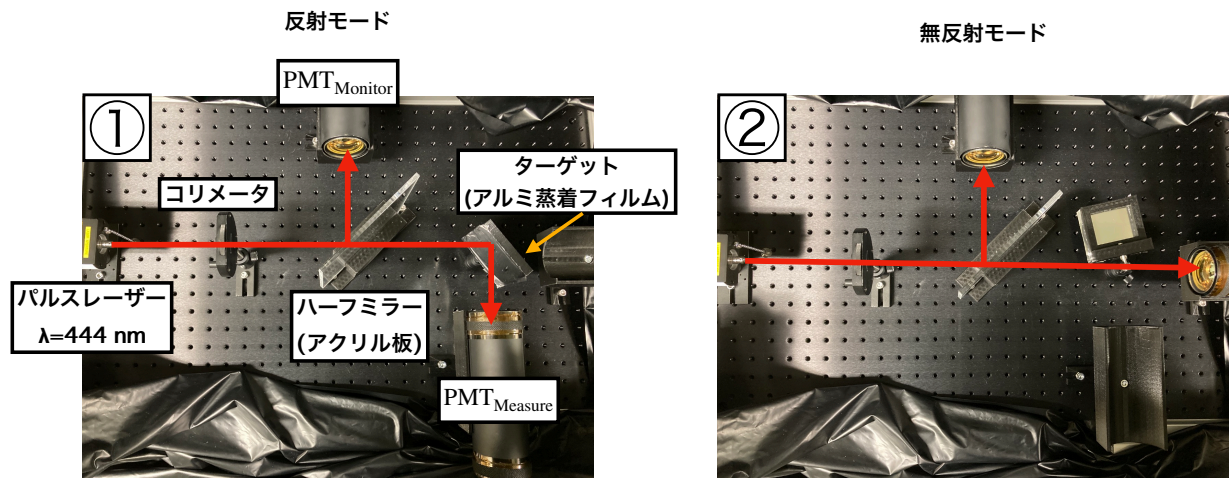 反射モード
無反射モード
PMT_Monitor
①
②
ターゲット
(アルミ蒸着フィルム)
コリメータ
パルスレーザー
λ=444 nm
ハーフミラー
(アクリル板)
PMT_Measure